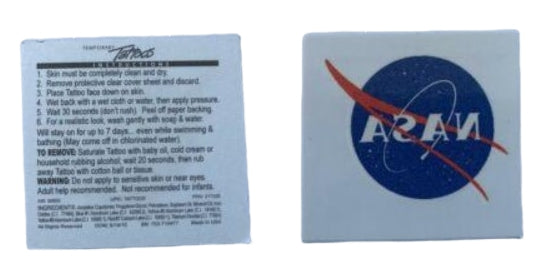 TEMPORARY
Tattoos
INSTRUCTIONS
1. Skin must be completely clean and dry.
2. Remove protective clear cover sheet and discard.
3. Place Tattoo face down on skin.
4. Wet back with a wet cloth or water, then apply pressure.
5. Wait 30 seconds (don't rush). Peel off paper backing.
6. For a realistic look, wash gently with soap & water.
Will stay on for up to 7 days... even while swimming &
bathing (May come off in chlorinated water).
TO REMOVE: Saturate Tattoo with baby oil, cold cream or
household rubbing alcohol, wait 20 seconds, then rub
away Tattoo with cotton ball or tissue.
WARNING: Do not apply to sensitive skin or near eyes.
Adult help recommended. Not recommended for infants.
INGREDIENTS:
All Rights Reserved Made in USA
NASA